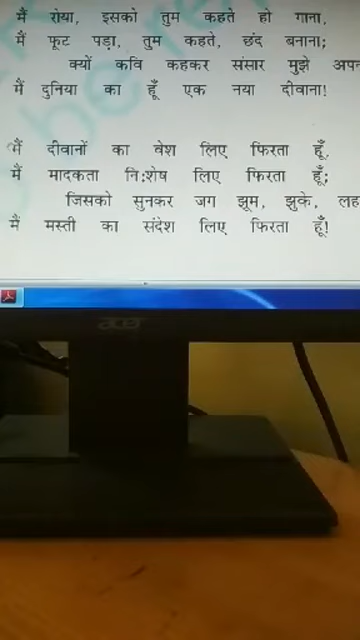 मैं रोया, इसको तुम कहते हो गाना,
मैं फूट पड़ा, तुम कहते, छंद बनाना;
क्यों कवि कहकर संसार मुझे
मैं दुनिया का हूँ एक नया दीवाना!
मैं दीवानों का वेश लिए फिरता हूँ,
मैं मादकता नि:शेष लिए फिरता हूँ;
जिसको सुनकर जग झूम, झुके,
मैं मस्ती का संदेश लिए फिरता हूँ!
acer